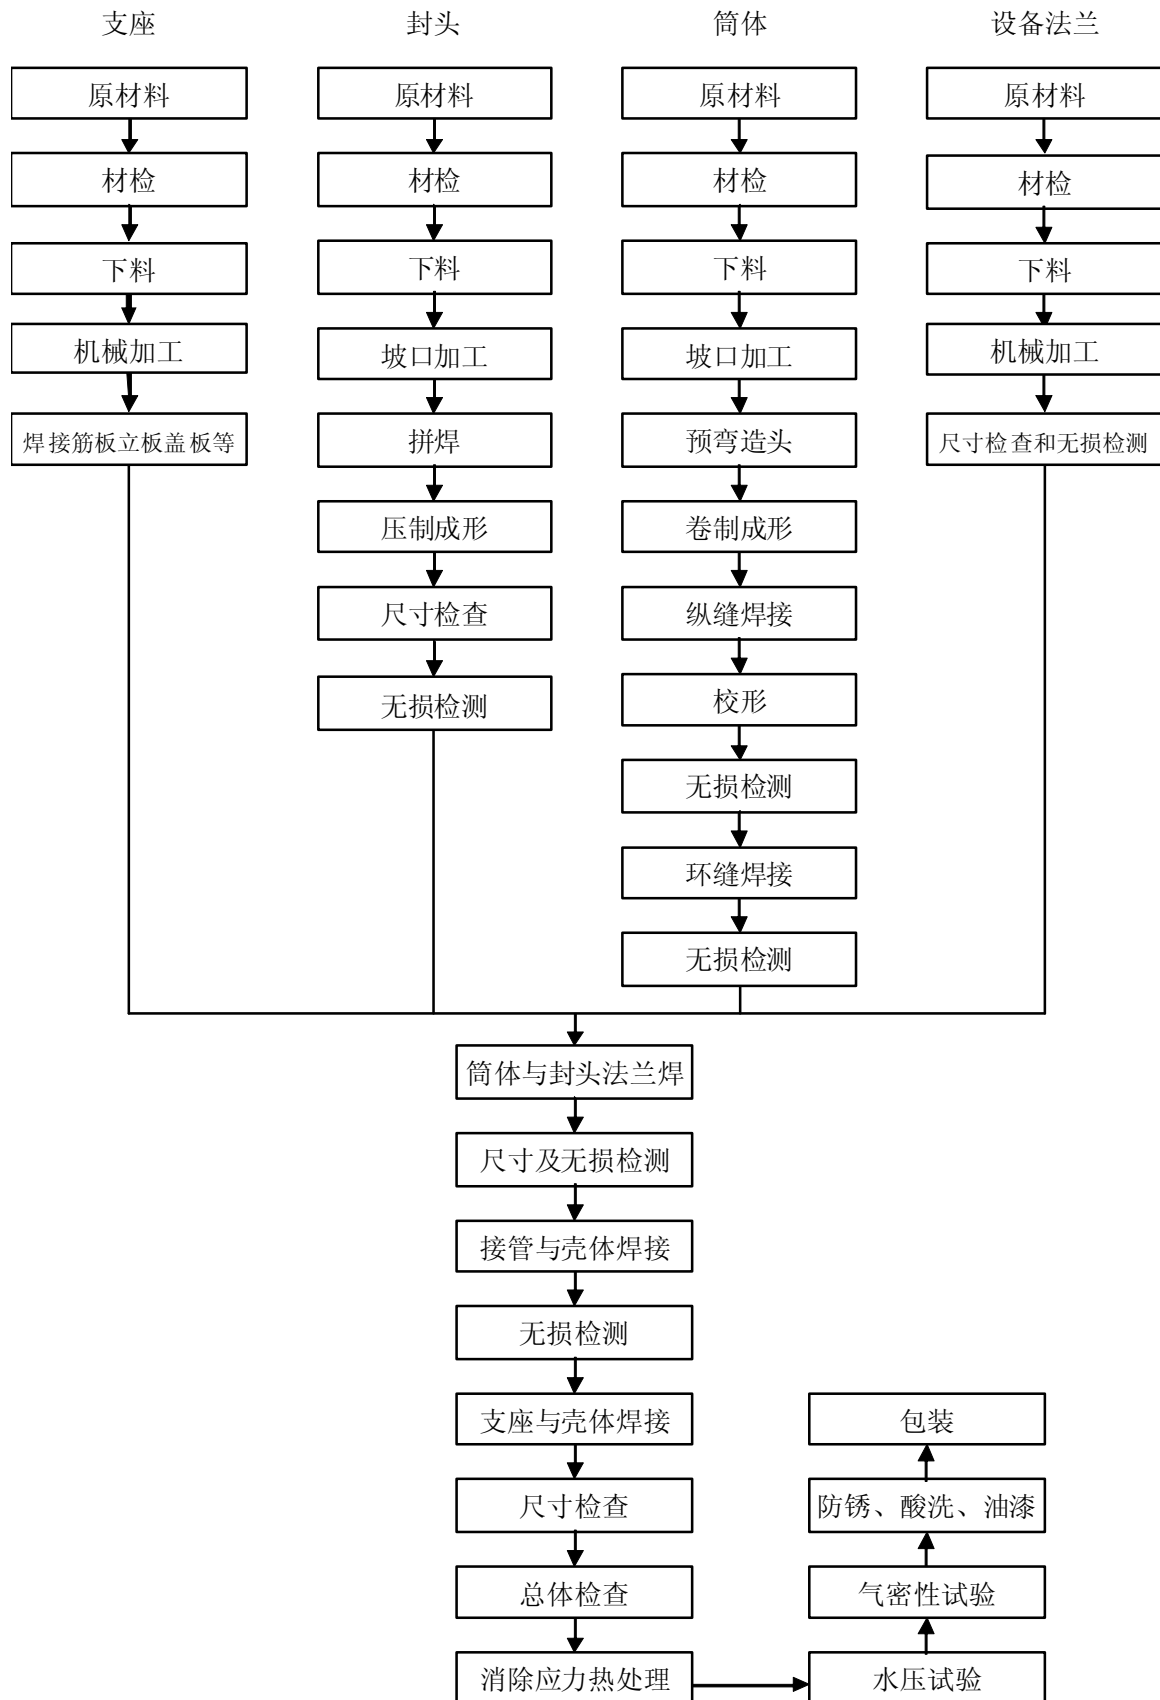 支座
封头
筒体
设备法兰
原材料
原材料
原材料
原材料
材检
材检
材检
材检
下料
下料
下料
下料
机械加工
坡口加工
坡口加工
机械加工
焊接筋板立板盖板等
拼焊
预弯造头
尺寸检查和无损检测
压制成形
卷制成形
尺寸检查
纵缝焊接
无损检测
校形
无损检测
环缝焊接
无损检测
筒体与封头法兰焊
尺寸及无损检测
接管与壳体焊接
无损检测
支座与壳体焊接
包装
尺寸检查
防锈、酸洗、油漆
总体检查
气密性试验
消除应力热处理
水压试验